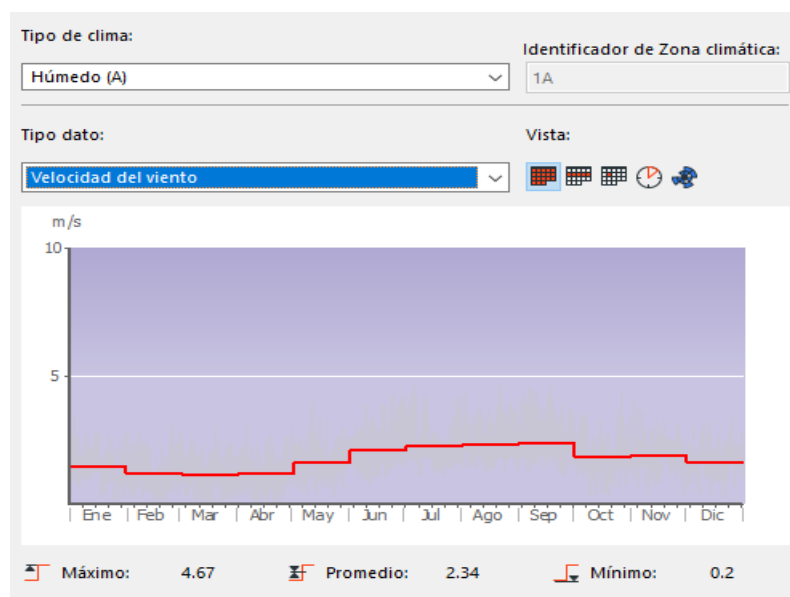 Tipo de clima:
Identificador de Zona climática:
Húmedo (A)
1A
Tipo dato:
Vista:
Velocidad del viento
m/s
10
5
Ene | Feb | Mar | Abr | May | Jun | Jul | Ago | Sep | Oct | Nov | Dic
Máximo: 4.67 Promedio: 2.34 Mínimo: 0.2